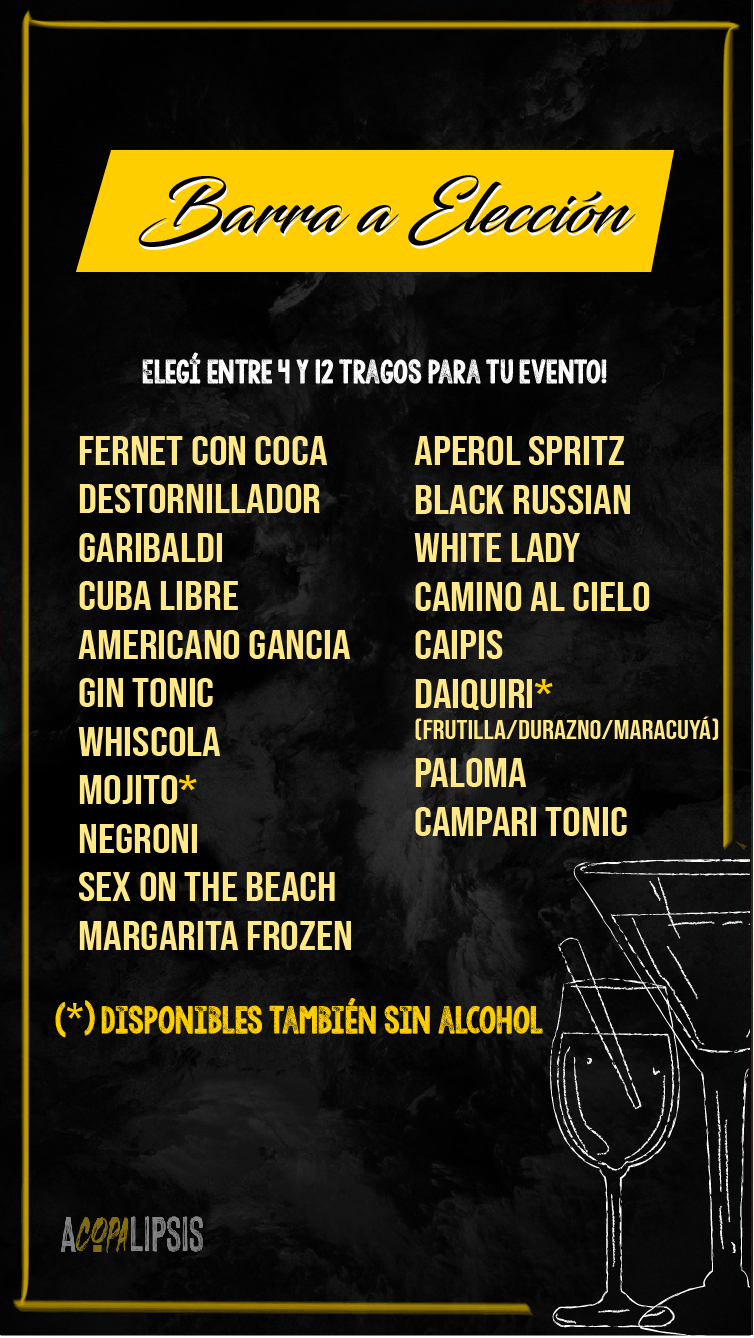 Barra a Elección
ELEGÍ ENTRE 4 Y 12 TRAGOS PARA TU EVENTO!
FERNET CON COCA
DESTORNILLADOR
GARIBALDI
CUBA LIBRE
AMERICANO GANCIA
GIN TONIC
WHISCOLA
MOJITO*
NEGRONI
SEX ON THE BEACH
MARGARITA FROZEN
APEROL SPRITZ
BLACK RUSSIAN
WHITE LADY
CAMINO AL CIELO
CAIPIS
DAIQUIRI*
(FRUTILLA/DURAZNO/MARACUYÁ)
PALOMA
CAMPARI TONIC
(*) DISPONIBLES TAMBIÉN SIN ALCOHOL
ACOPALIPSIS